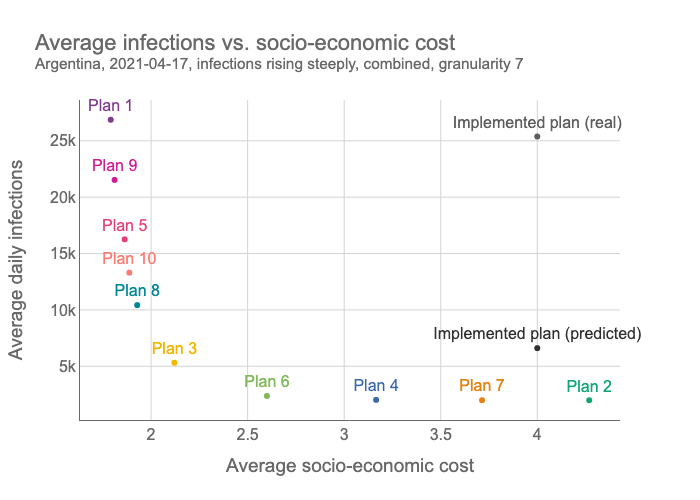 Average infections vs. socio-economic cost
Argentina, 2021-04-17, infections rising steeply, combined, granularity 7
Plan 1
Implemented plan (real)
25k
Plan 9
20k
Plan 5
15k
Plan 10
Plan 8
10k
Implemented plan (predicted)
Plan 3
5k
Plan 6
Plan 4
Plan 7
Plan 2
Average daily infections
2
2.5
3
3.5
4
Average socio-economic cost